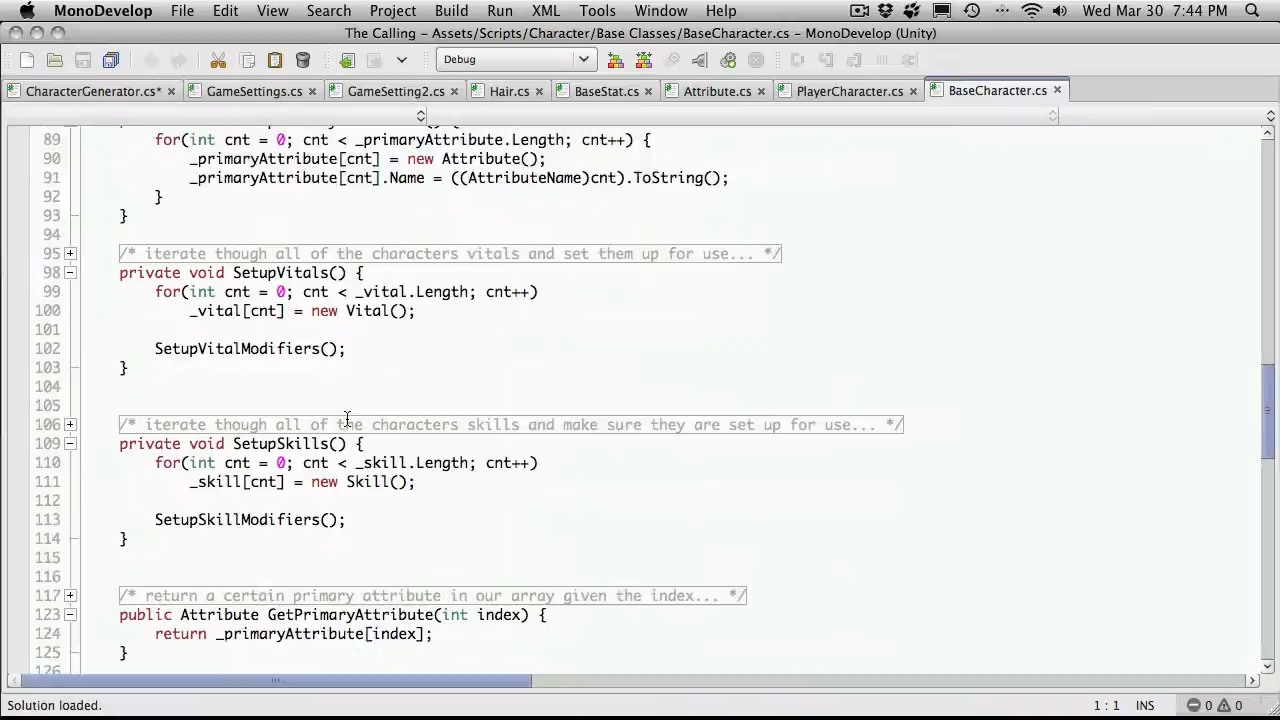 MonoDevelop File Edit View Search Project Build Run XML Tools Window Help Wed Mar 30 7:44 PM
The Calling - Assets/Scripts/Character/Base Classes/BaseCharacter.cs - MonoDevelop (Unity)
Debug
CharacterGenerator.cs* GameSettings.cs GameSetting2.cs Hair.cs BaseStat.cs Attribute.cs PlayerCharacter.cs BaseCharacter.cs
89 for(int cnt = 0; cnt < _primaryAttribute.Length; cnt++) {
90 _primaryAttribute[cnt] = new Attribute();
91 _primaryAttribute[cnt].Name = ((AttributeName)cnt).ToString();
92 }
93 }
94
95 /* iterate though all of the characters vitals and set them up for use... */
98 private void SetupVitals() {
99 for(int cnt = 0; cnt < _vital.Length; cnt++)
100 _vital[cnt] = new Vital();
101
102 SetupVitalModifiers();
103 }
104
105
106 /* iterate though all of the characters skills and make sure they are set up for use... */
109 private void SetupSkills() {
110 for(int cnt = 0; cnt < _skill.Length; cnt++)
111 _skill[cnt] = new Skill();
112
113 SetupSkillModifiers();
114 }
115
116
117 /* return a certain primary attribute in our array given the index... */
123 public Attribute GetPrimaryAttribute(int index) {
124 return _primaryAttribute[index];
125 }
126
Solution loaded. 1 : 1 INS 0 0